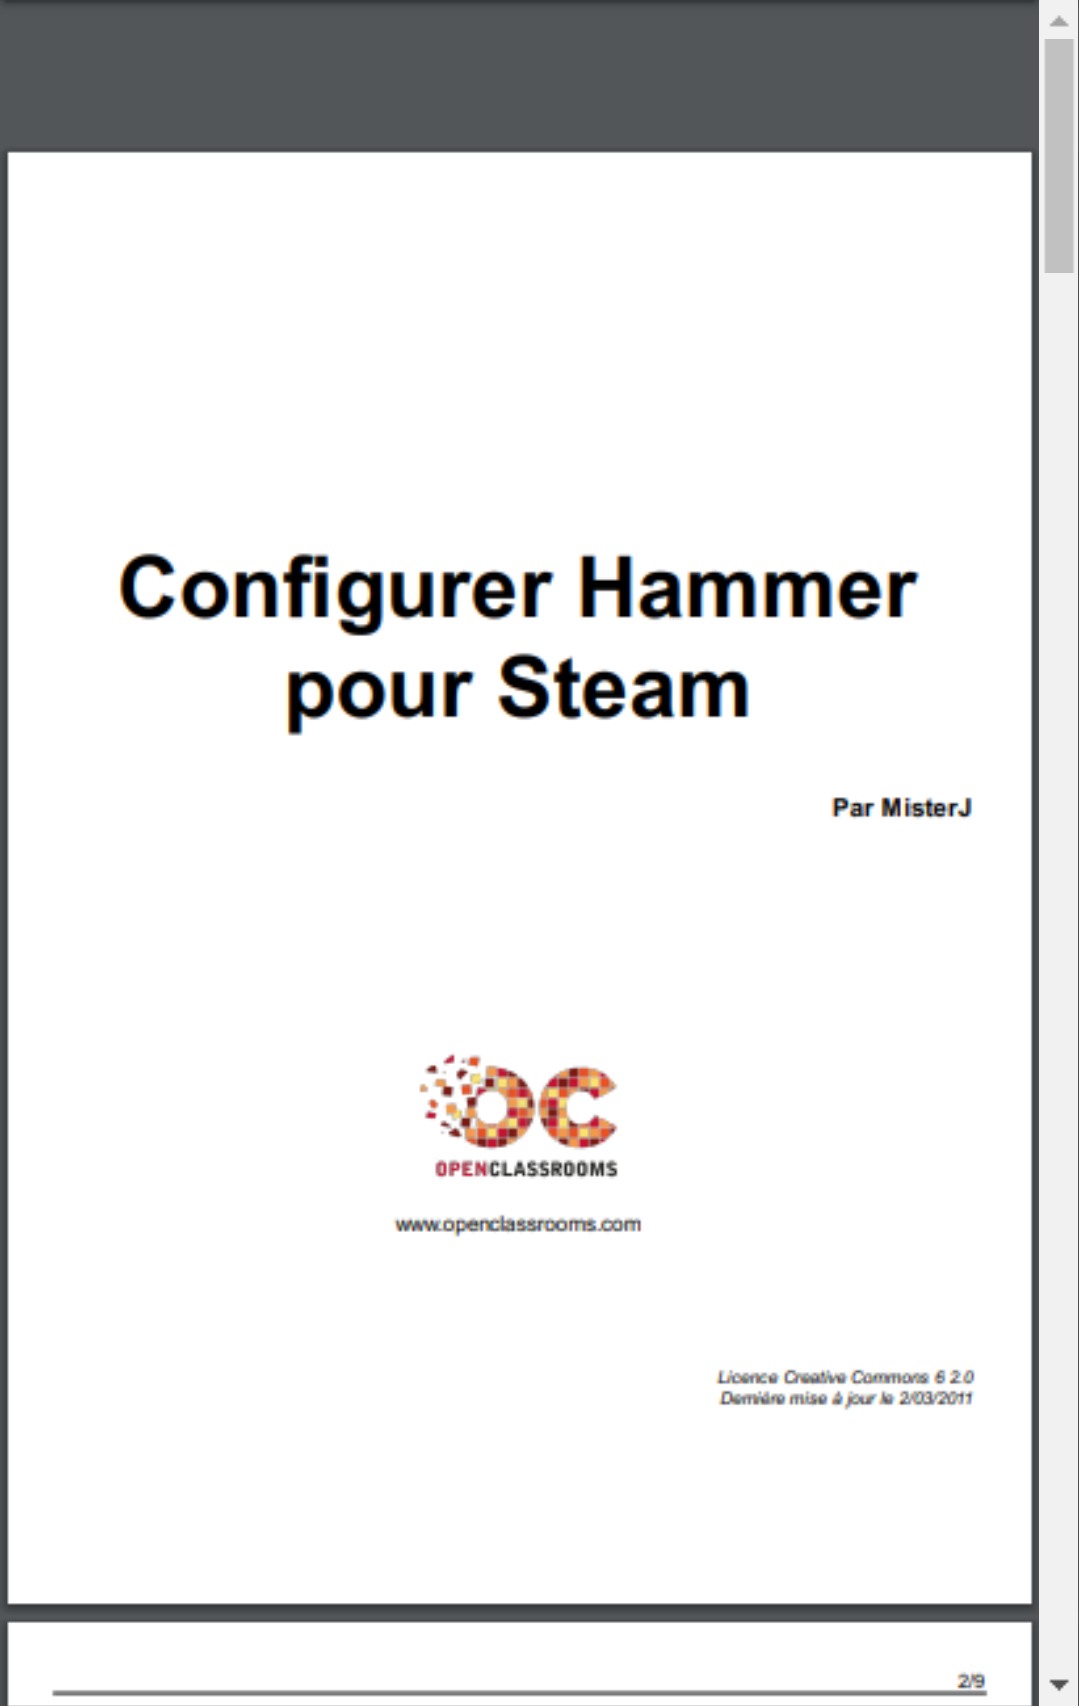 Configurer Hammer
pour Steam
Par MisterJ
OC
OPENCLASSROOMS
www.openclassrooms.com
Licence Creative Commons 6 2.0
Dernière mise à jour le 2/03/2011
2/9